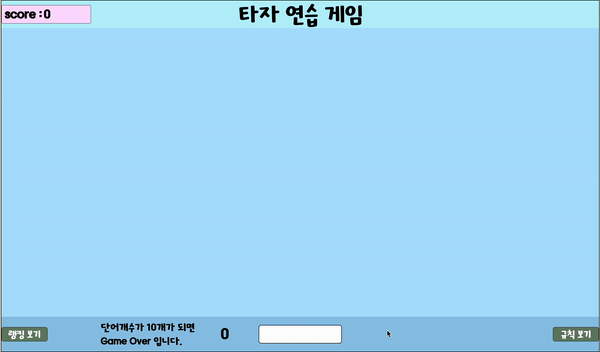 score :0
타자 연습 게임
랭킹 보기
단어개수가 10개가 되면
Game Over 입니다.
0
규칙 보기